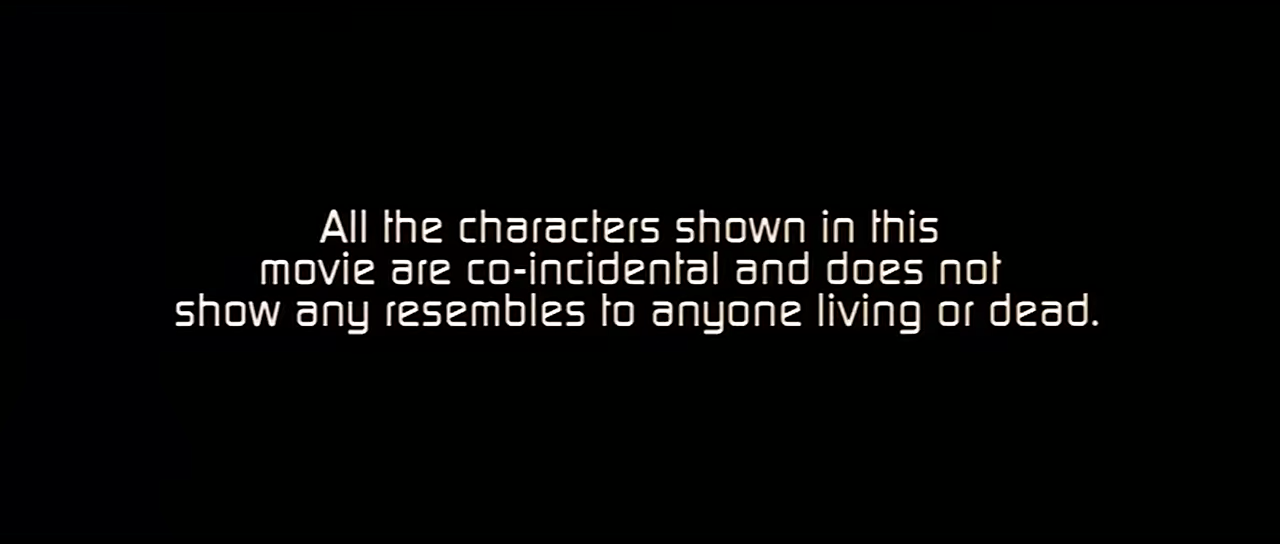 All the characters shown in this
movie are co-incidental and does not
show any resembles to anyone living or dead.